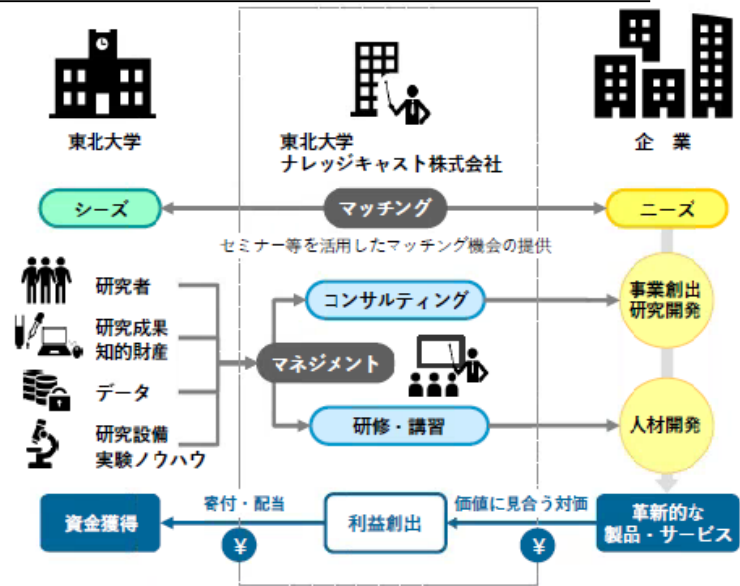 東北大学
東北大学
ナレッジキャスト株式会社
企 業
シーズ
マッチング
ニーズ
セミナー等を活用したマッチング機会の提供
研究者
研究成果
知的財産
データ
研究設備
実験ノウハウ
マネジメント
コンサルティング
研修・講習
事業創出
研究開発
人材開発
資金獲得
寄付・配当
¥
利益創出
価値に見合う対価
¥
革新的な
製品・サービス